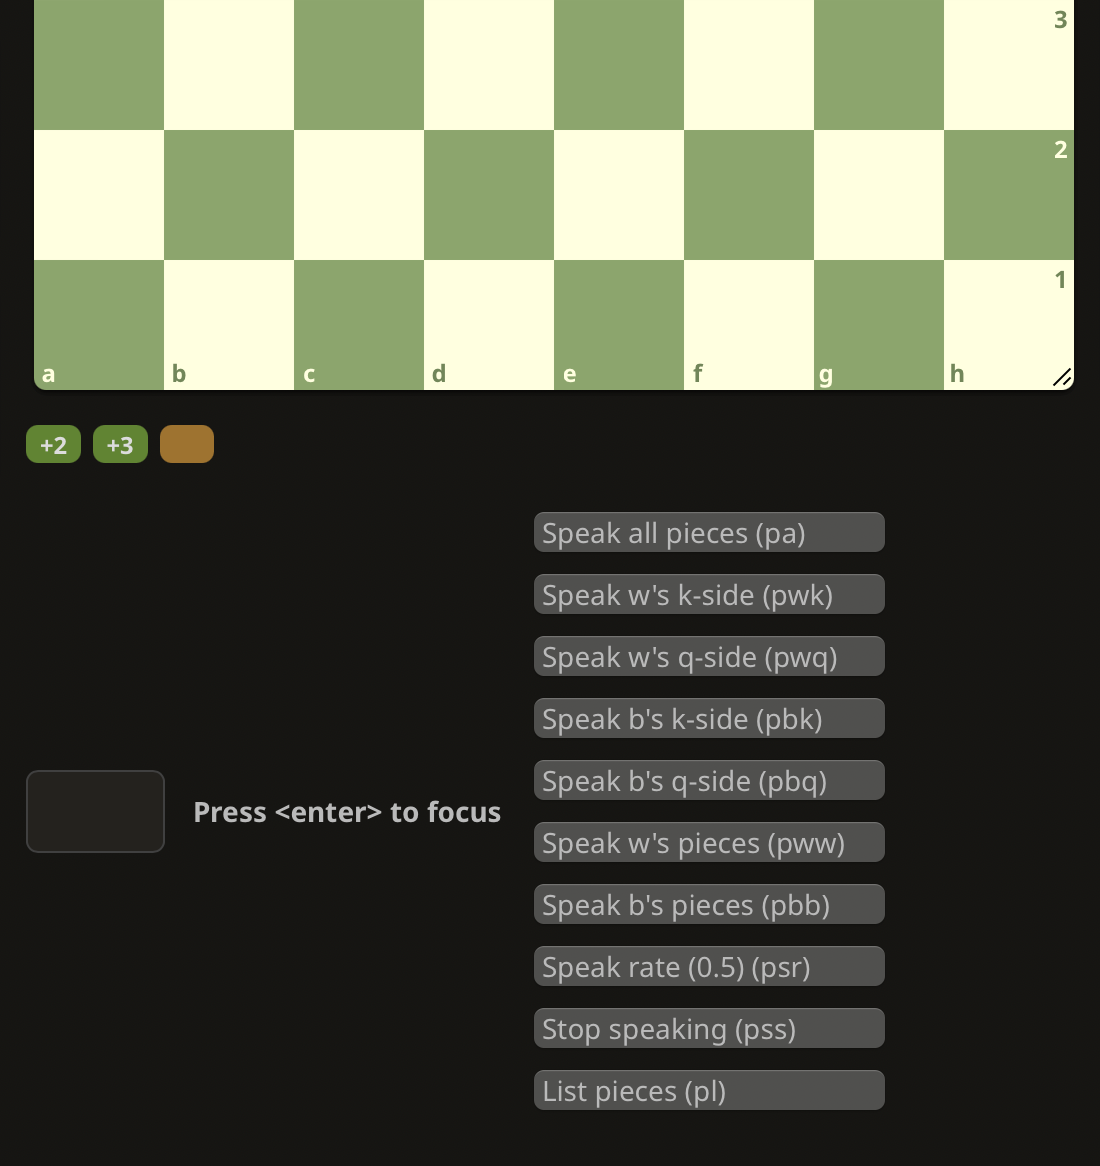 3
2
1
a b c d e f g h
+2 +3
Speak all pieces (pa)
Speak w's k-side (pwk)
Speak w's q-side (pwq)
Speak b's k-side (pbk)
Speak b's q-side (pbq)
Press <enter> to focus
Speak w's pieces (pww)
Speak b's pieces (pbb)
Speak rate (0.5) (psr)
Stop speaking (pss)
List pieces (pl)